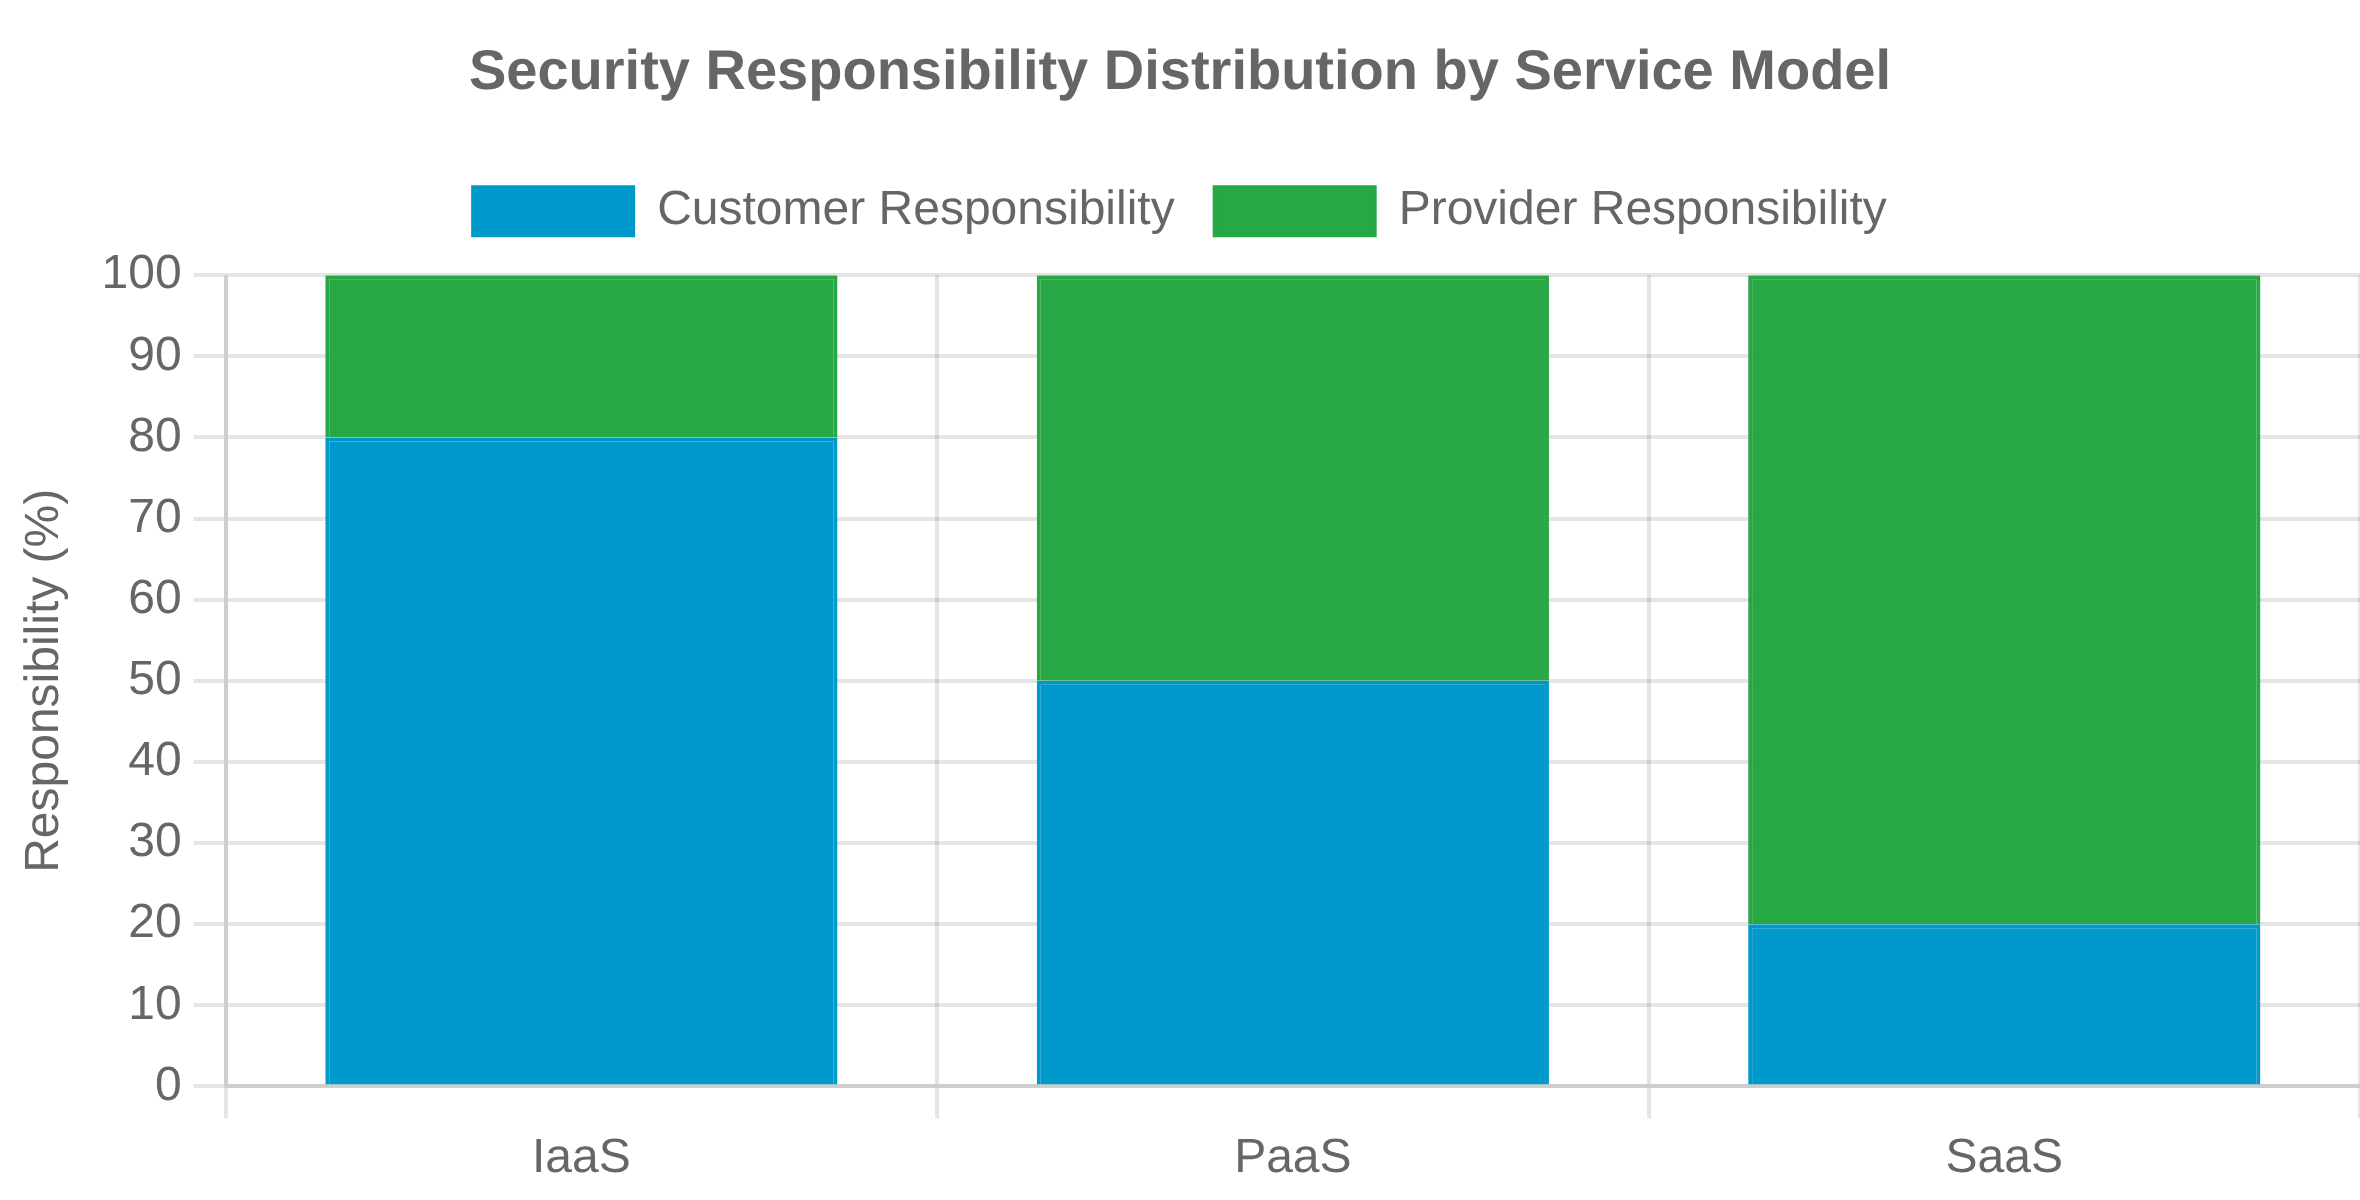 Security Responsibility Distribution by Service Model
Customer Responsibility
Provider Responsibility
Responsibility (%)
100
90
80
70
60
50
40
30
20
10
0
IaaS
PaaS
SaaS